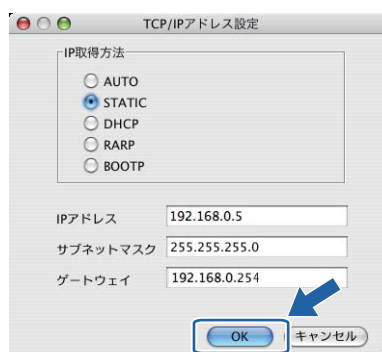 TCP/IPアドレス設定
IP取得方法
AUTO
STATIC
DHCP
RARP
BOOTP
IPアドレス 192.168.0.5
サブネットマスク 255.255.255.0
ゲートウェイ 192.168.0.254
OK キャンセル